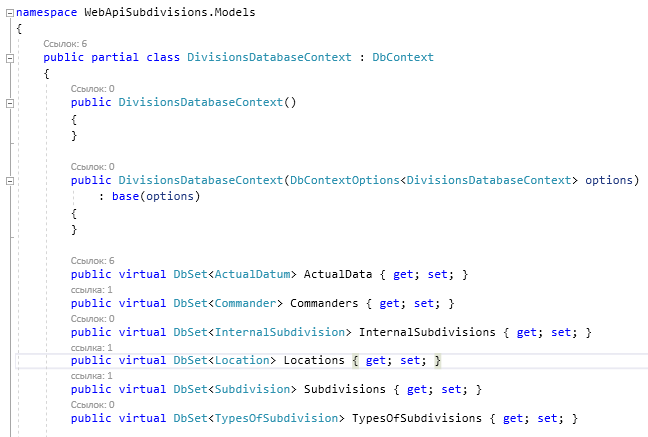 namespace WebApiSubdivisions.Models
{
Ссылок: 6
public partial class DivisionsDatabaseContext : DbContext
{
Ссылок: 0
public DivisionsDatabaseContext()
{
}
Ссылок: 0
public DivisionsDatabaseContext(DbContextOptions<DivisionsDatabaseContext> options)
: base(options)
{
}
Ссылок: 6
public virtual DbSet<ActualDatum> ActualData { get; set; }
ссылка: 1
public virtual DbSet<Commander> Commanders { get; set; }
Ссылок: 0
public virtual DbSet<InternalSubdivision> InternalSubdivisions { get; set; }
ссылка: 1
public virtual DbSet<Location> Locations { get; set; }
ссылка: 1
public virtual DbSet<Subdivision> Subdivisions { get; set; }
Ссылок: 0
public virtual DbSet<TypesOfSubdivision> TypesOfSubdivisions { get; set; }